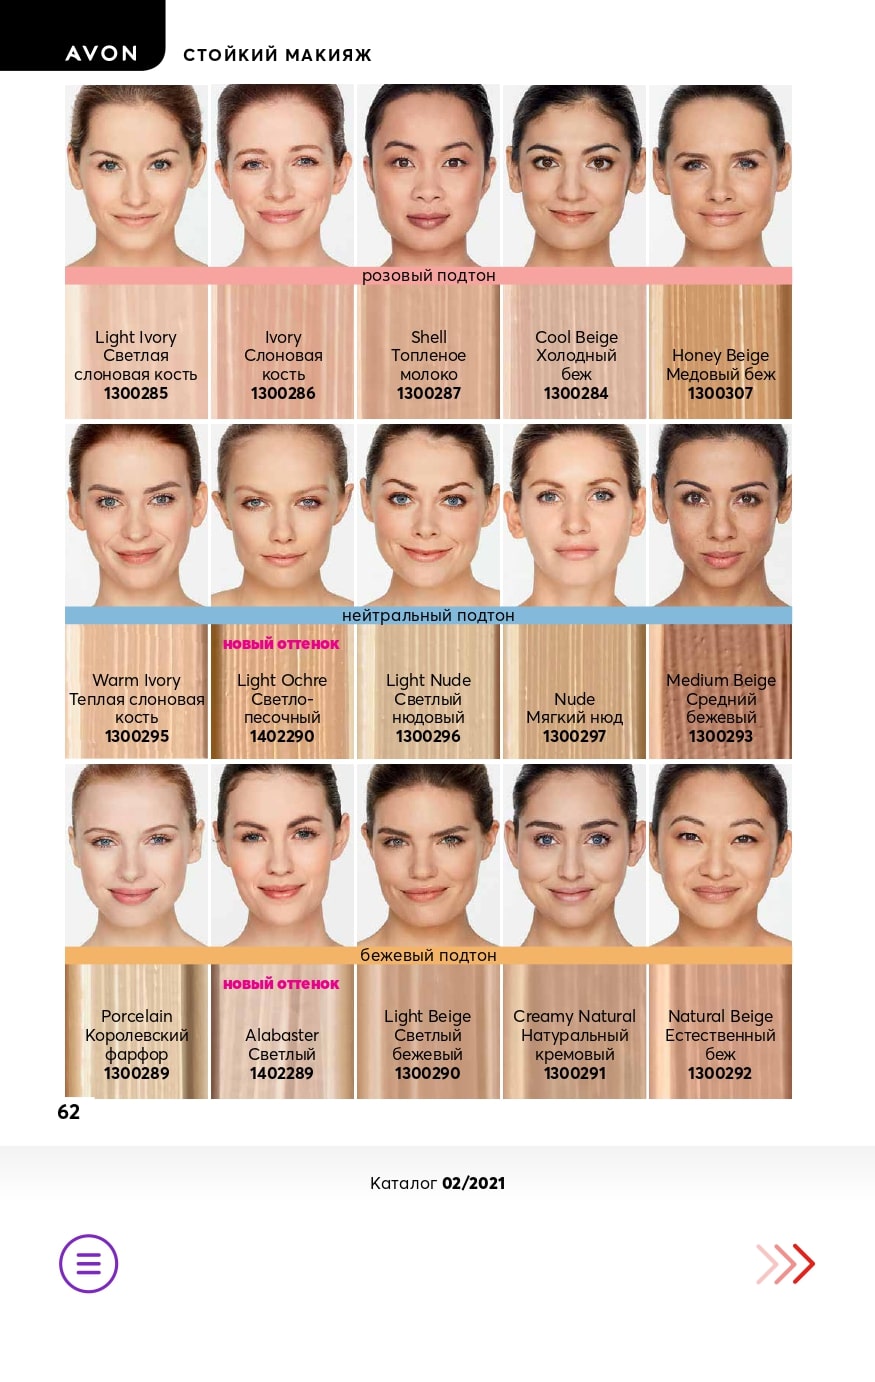 AVON
СТОЙКИЙ МАКИЯЖ
розовый подтон
Light Ivory
Светлая
слоновая кость
1300285
Ivory
Слоновая
кость
1300286
Shell
Топленое
молоко
1300287
Cool Beige
Холодный
беж
1300284
Honey Beige
Медовый беж
1300307
нейтральный подтон
Warm Ivory
Теплая слоновая
кость
1300295
новый оттенок
Light Ochre
Светло-
песочный
1402290
Light Nude
Светлый
нюдовый
1300296
Nude
Мягкий нюд
1300297
Medium Beige
Средний
бежевый
1300293
бежевый подтон
Porcelain
Королевский
фарфор
1300289
новый оттенок
Alabaster
Светлый
1402289
Light Beige
Светлый
бежевый
1300290
Creamy Natural
Натуральный
кремовый
1300291
Natural Beige
Естественный
беж
1300292
62
Каталог 02/2021